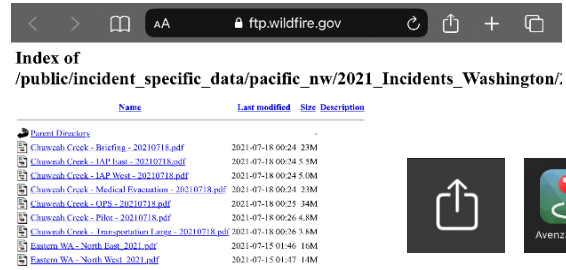 AA ftp.wildfire.gov
Index of
/public/incident_specific_data/pacific_nw/2021_Incidents_Washington/
Name Last modified Size Description
Parent Directory -
Chuweah Creek - Briefing - 20210718.pdf 2021-07-18 00:24 23M
Chuweah Creek - IAP East - 20210718.pdf 2021-07-18 00:24 5.5M
Chuweah Creek - IAP West - 20210718.pdf 2021-07-18 00:24 5.0M
Chuweah Creek - Medical Evacuation - 20210718.pdf 2021-07-18 00:24 23M
Chuweah Creek - OPS - 20210718.pdf 2021-07-18 00:25 34M
Chuweah Creek - Pilot - 20210718.pdf 2021-07-18 00:26 4.8M
Chuweah Creek - Transportation Large - 20210718.pdf 2021-07-18 00:26 3.8M
Eastern WA - North East_2021.pdf 2021-07-15 01:46 16M
Eastern WA - North West_2021.pdf 2021-07-15 01:47 14M
Avenza